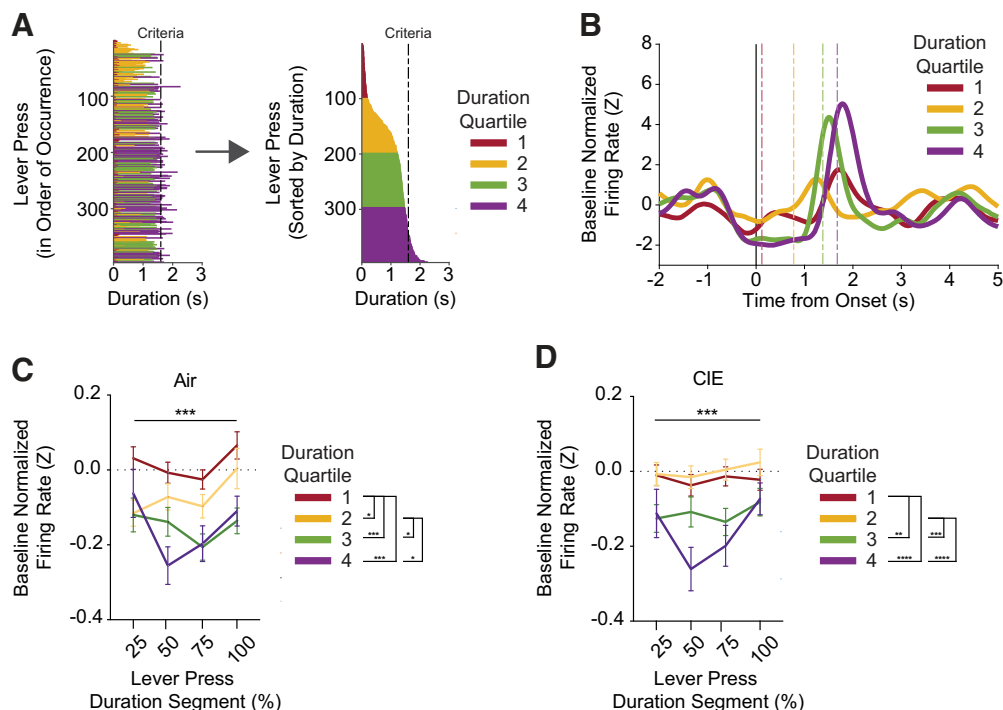 A
Criteria
Lever Press
(in Order of Occurrence)
100
200
300
0
1
2
3
Duration (s)
Criteria
Lever Press
(Sorted by Duration)
100
200
300
0
1
2
3
Duration (s)
Duration
Quartile
1
2
3
4
B
Baseline Normalized
Firing Rate (Z)
8
6
4
2
0
-2
-2
-1
0
1
2
3
4
5
Time from Onset (s)
Duration
Quartile
1
2
3
4
C
Air
Baseline Normalized
Firing Rate (Z)
0.2
0.0
-0.2
-0.4
***
25
50
75
100
Lever Press
Duration Segment (%)
Duration
Quartile
1
2
3
4
*
***
***
*
*
D
CIE
Baseline Normalized
Firing Rate (Z)
0.2
0.0
-0.2
-0.4
***
25
50
75
100
Lever Press
Duration Segment (%)
Duration
Quartile
1
2
3
4
**
****
***
****